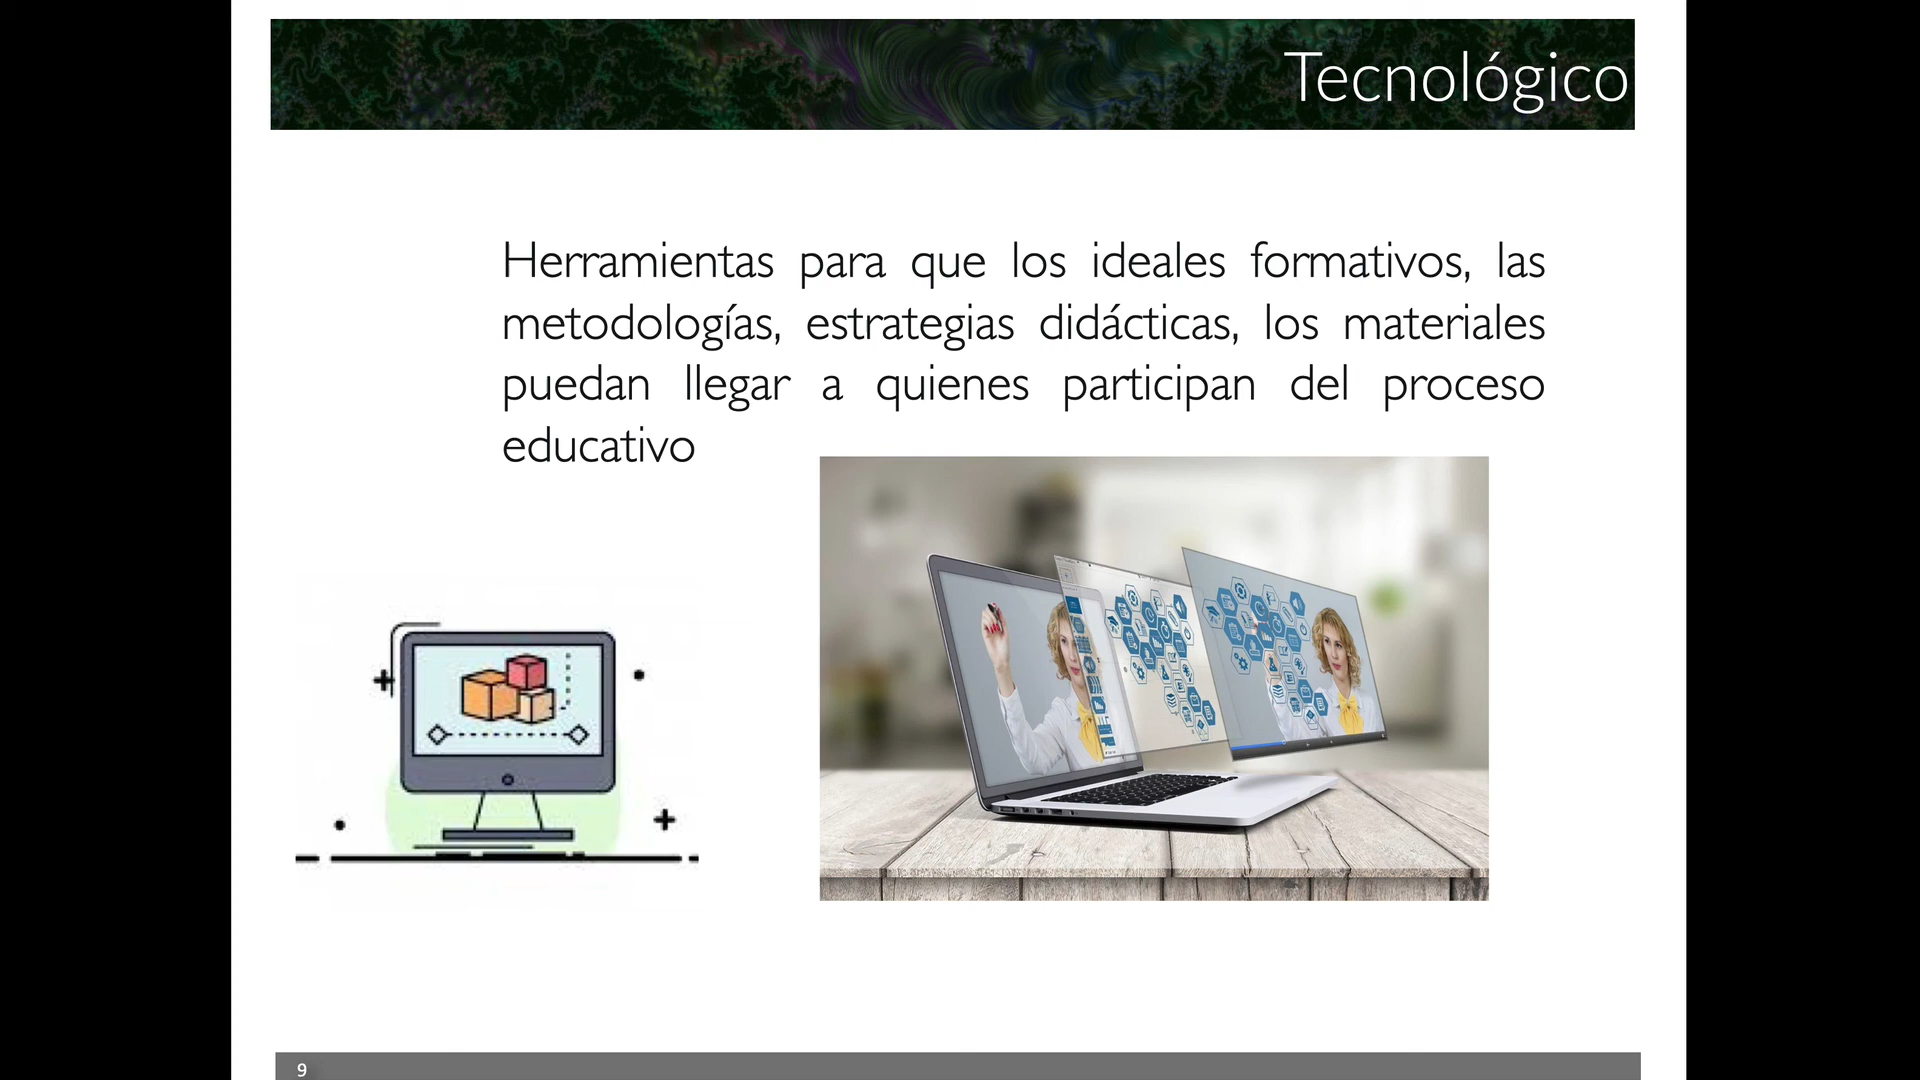 Tecnológico
Herramientas para que los ideales formativos, las
metodologías, estrategias didácticas, los materiales
puedan llegar a quienes participan del proceso
educativo
9